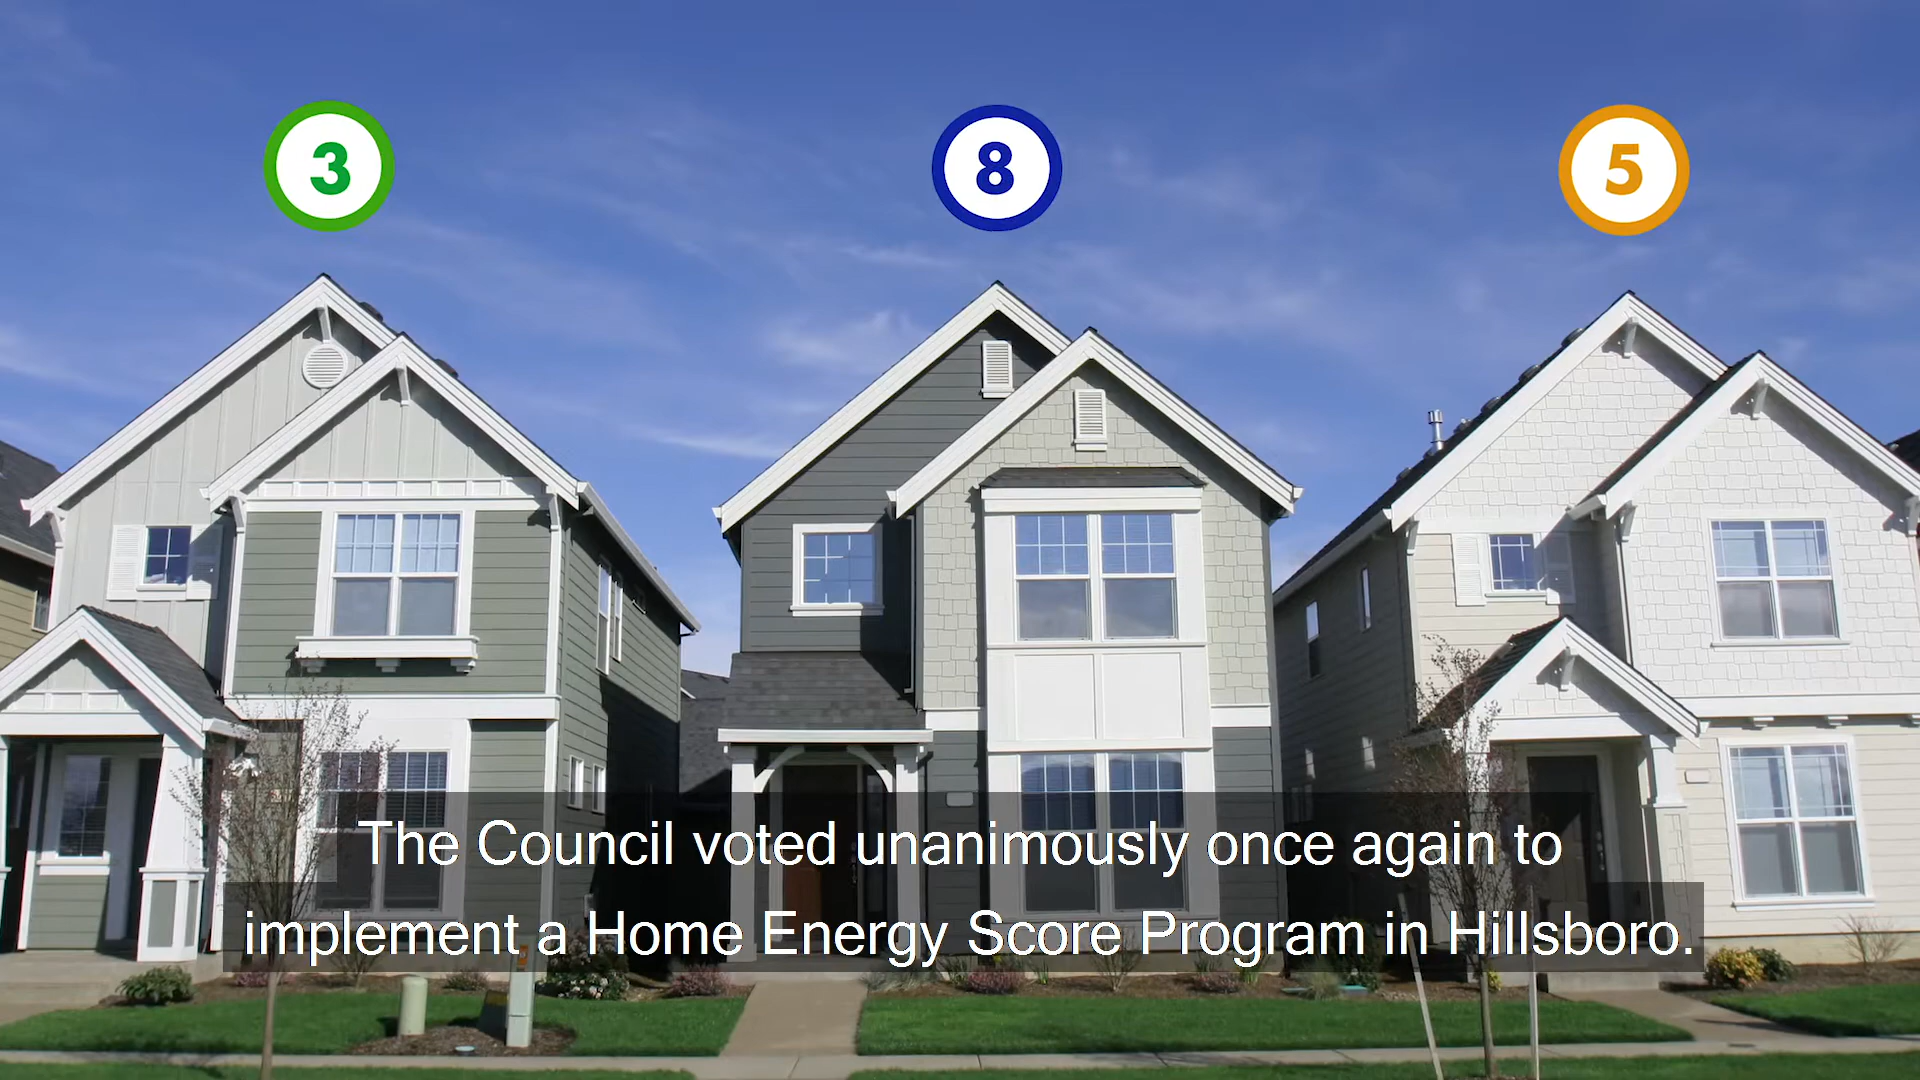 3
8
5
The Council voted unanimously once again to
implement a Home Energy Score Program in Hillsboro.